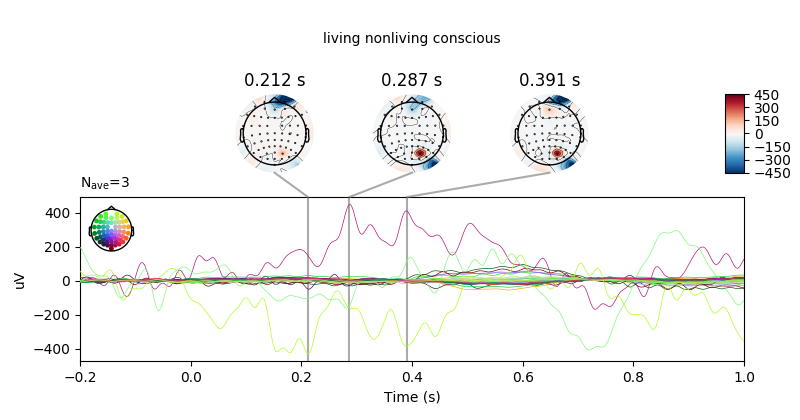 living nonliving conscious
0.212 s 0.287 s 0.391 s
450
300
150
0
−150
−300
−450
Nave=3
400
200
0
−200
−400
uV
−0.2 0.0 0.2 0.4 0.6 0.8 1.0
Time (s)